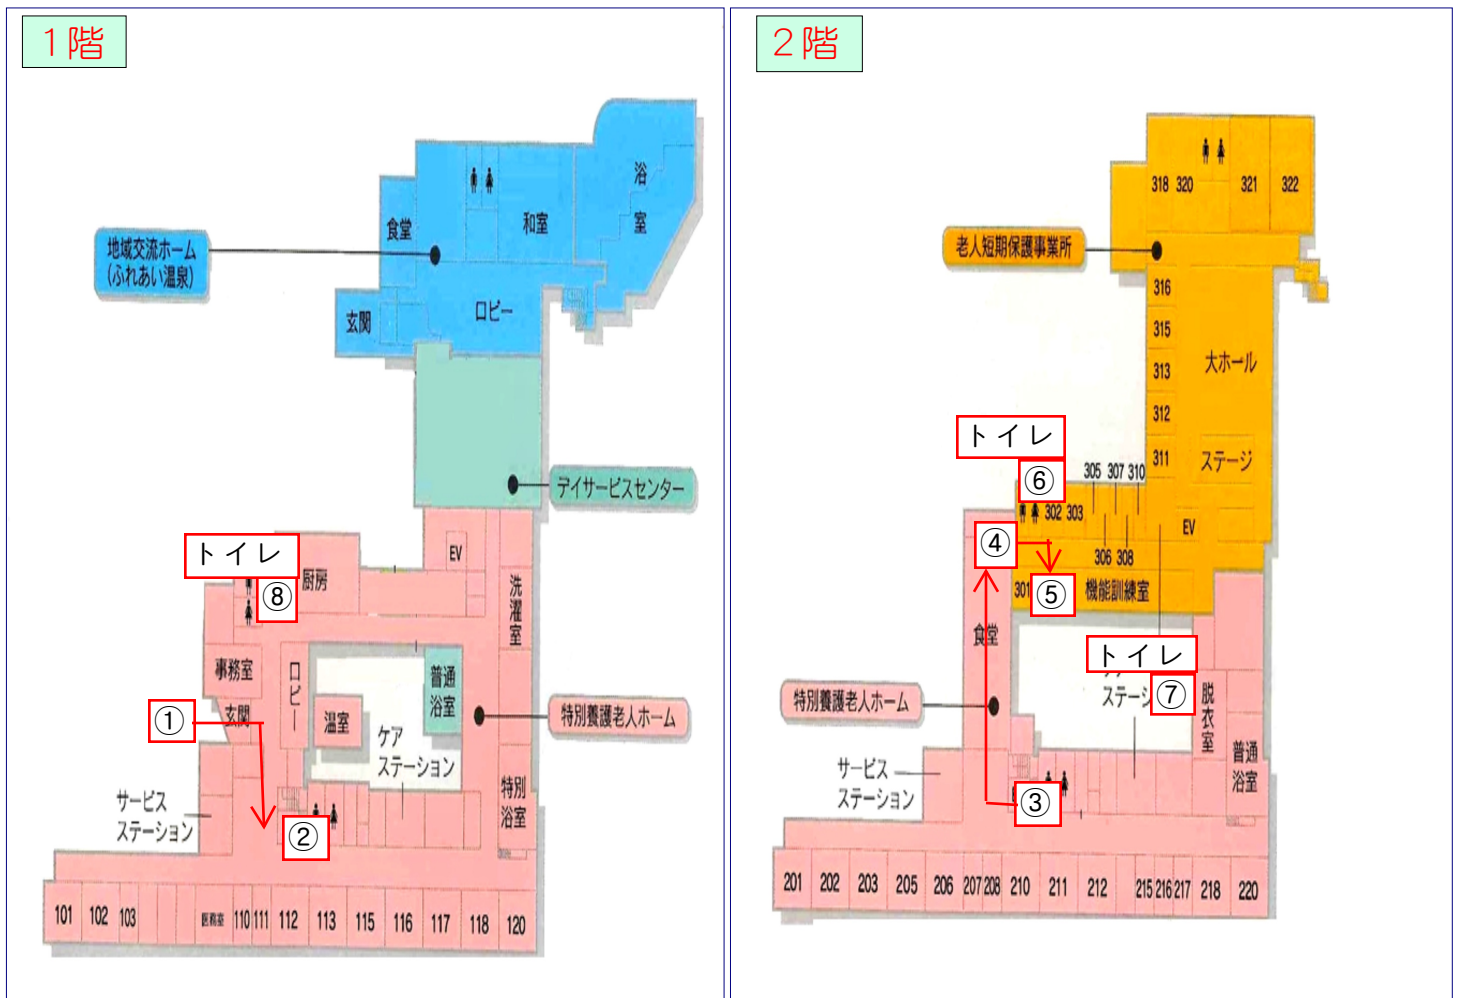 1階
浴
室
食堂
和室
地域交流ホーム
(ふれあい温泉)
玄関
ロビー
デイサービスセンター
EV
トイレ
⑧
厨房
洗濯室
事務室
ロビー
普通
浴室
①
玄関
温室
特別養護老人ホーム
ケア
ステーション
サービス
ステーション
②
特別
浴室
101 102 103 医務室 110 111 112 113 115 116 117 118 120
2階
318 320 321 322
老人短期保護事業所
316
315
大ホール
313
312
トイレ
311
ステージ
⑥
305 307 310
302 303
EV
④
306 308
301
⑤
機能訓練室
食堂
トイレ
ステーシ
⑦
脱衣室
特別養護老人ホーム
普通
浴室
サービス
ステーション
③
201 202 203 205 206 207 208 210 211 212 215 216 217 218 220